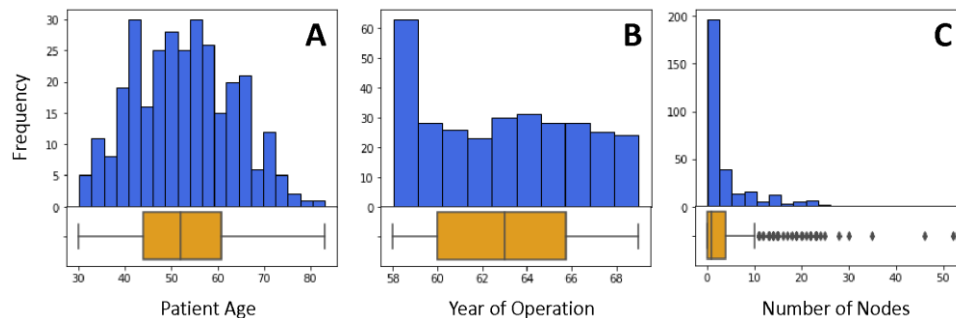 A
B
C
Frequency
30
25
20
15
10
5
0
60
50
40
30
20
10
0
200
150
100
50
0
30 40 50 60 70 80
58 60 62 64 66 68
0 10 20 30 40 50
Patient Age
Year of Operation
Number of Nodes